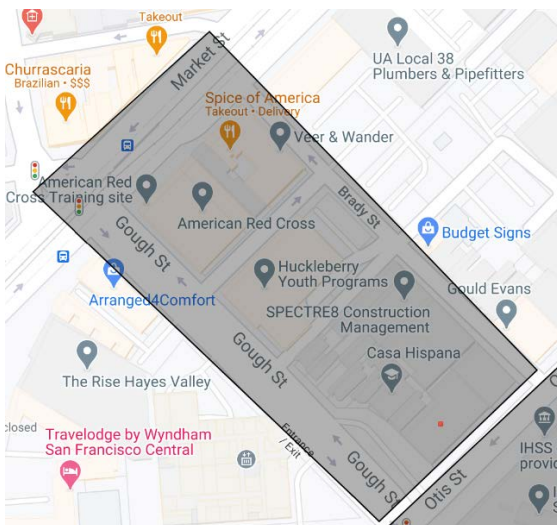 Takeout
Market St
Churrascaria
Brazilian • $$$
UA Local 38
Plumbers & Pipefitters
Spice of America
Takeout • Delivery
Veer & Wander
American Red
Cross Training site
American Red Cross
Brady St
Gough St
Budget Signs
Huckleberry
Youth Programs
Arranged4Comfort
Gould Evans
SPECTRE8 Construction
Management
Casa Hispana
The Rise Hayes Valley
Gough St
closed
Travelodge by Wyndham
San Francisco Central
Entrance
/ Exit
Gough St
Otis St
IHSS
provid